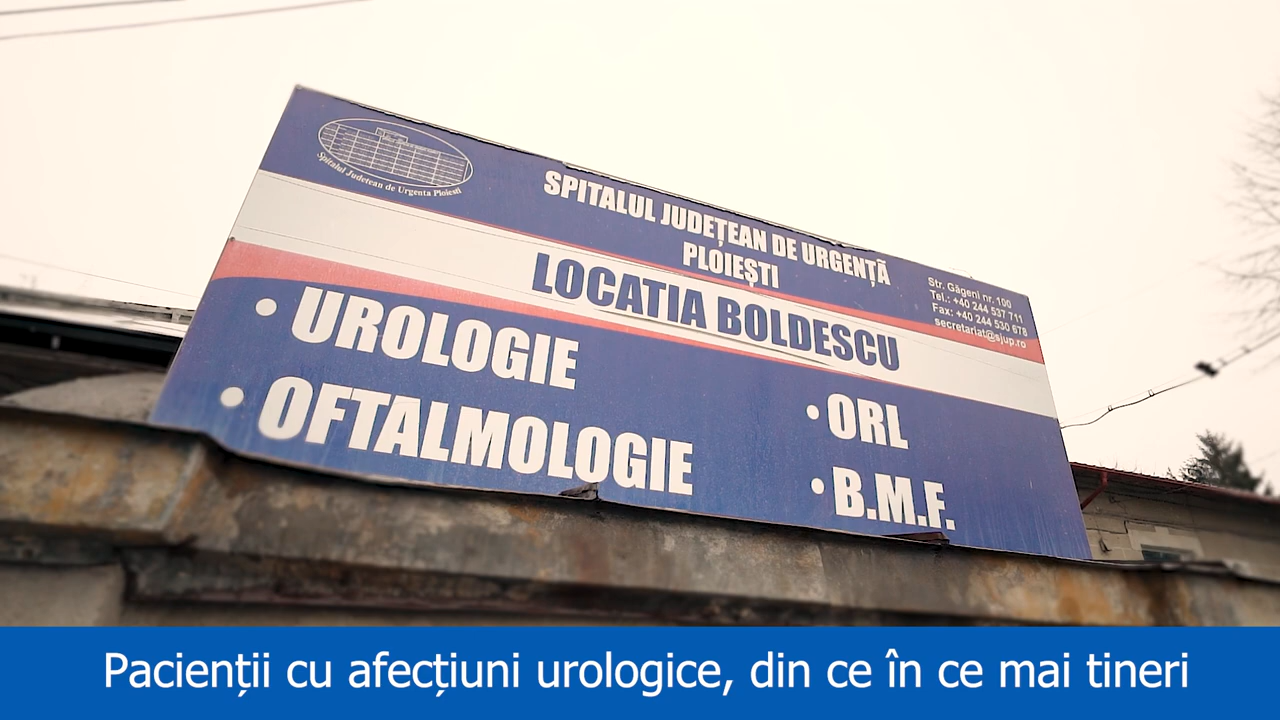 Spitalul Județean de Urgenta Ploiesti
SPITALUL JUDEȚEAN DE URGENȚĂ
PLOIEȘTI
Str. Găgeni nr. 100
Tel.: +40 244 537 711
Fax: +40 244 530 678
secretariat@sjup.ro
LOCATIA BOLDESCU
• UROLOGIE
• OFTALMOLOGIE
• ORL
• B.M.F.
Pacienții cu afecțiuni urologice, din ce în ce mai tineri